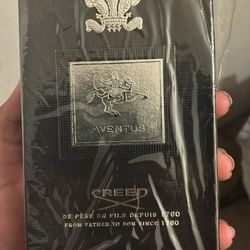 AVENTUS
CREED
DE PÈRE EN FILS DEPUIS 1760
FROM FATHER TO SON SINCE 1760